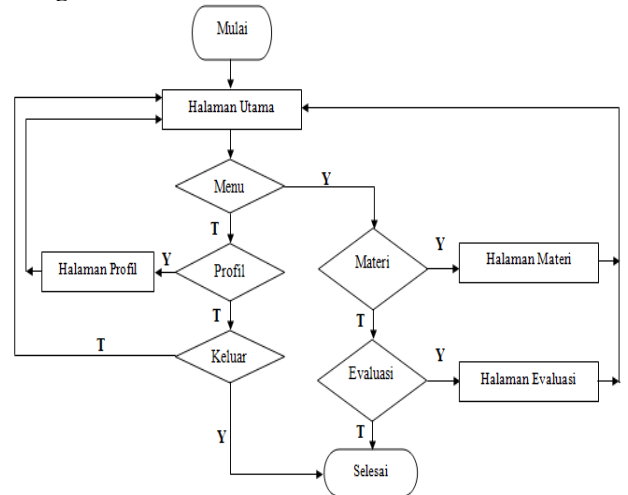 Mulai
Halaman Utama
Menu
Y
T
Halaman Profil
Y
Profil
Materi
Y
Halaman Materi
T
T
T
Keluar
Evaluasi
Y
Halaman Evaluasi
Y
T
Selesai